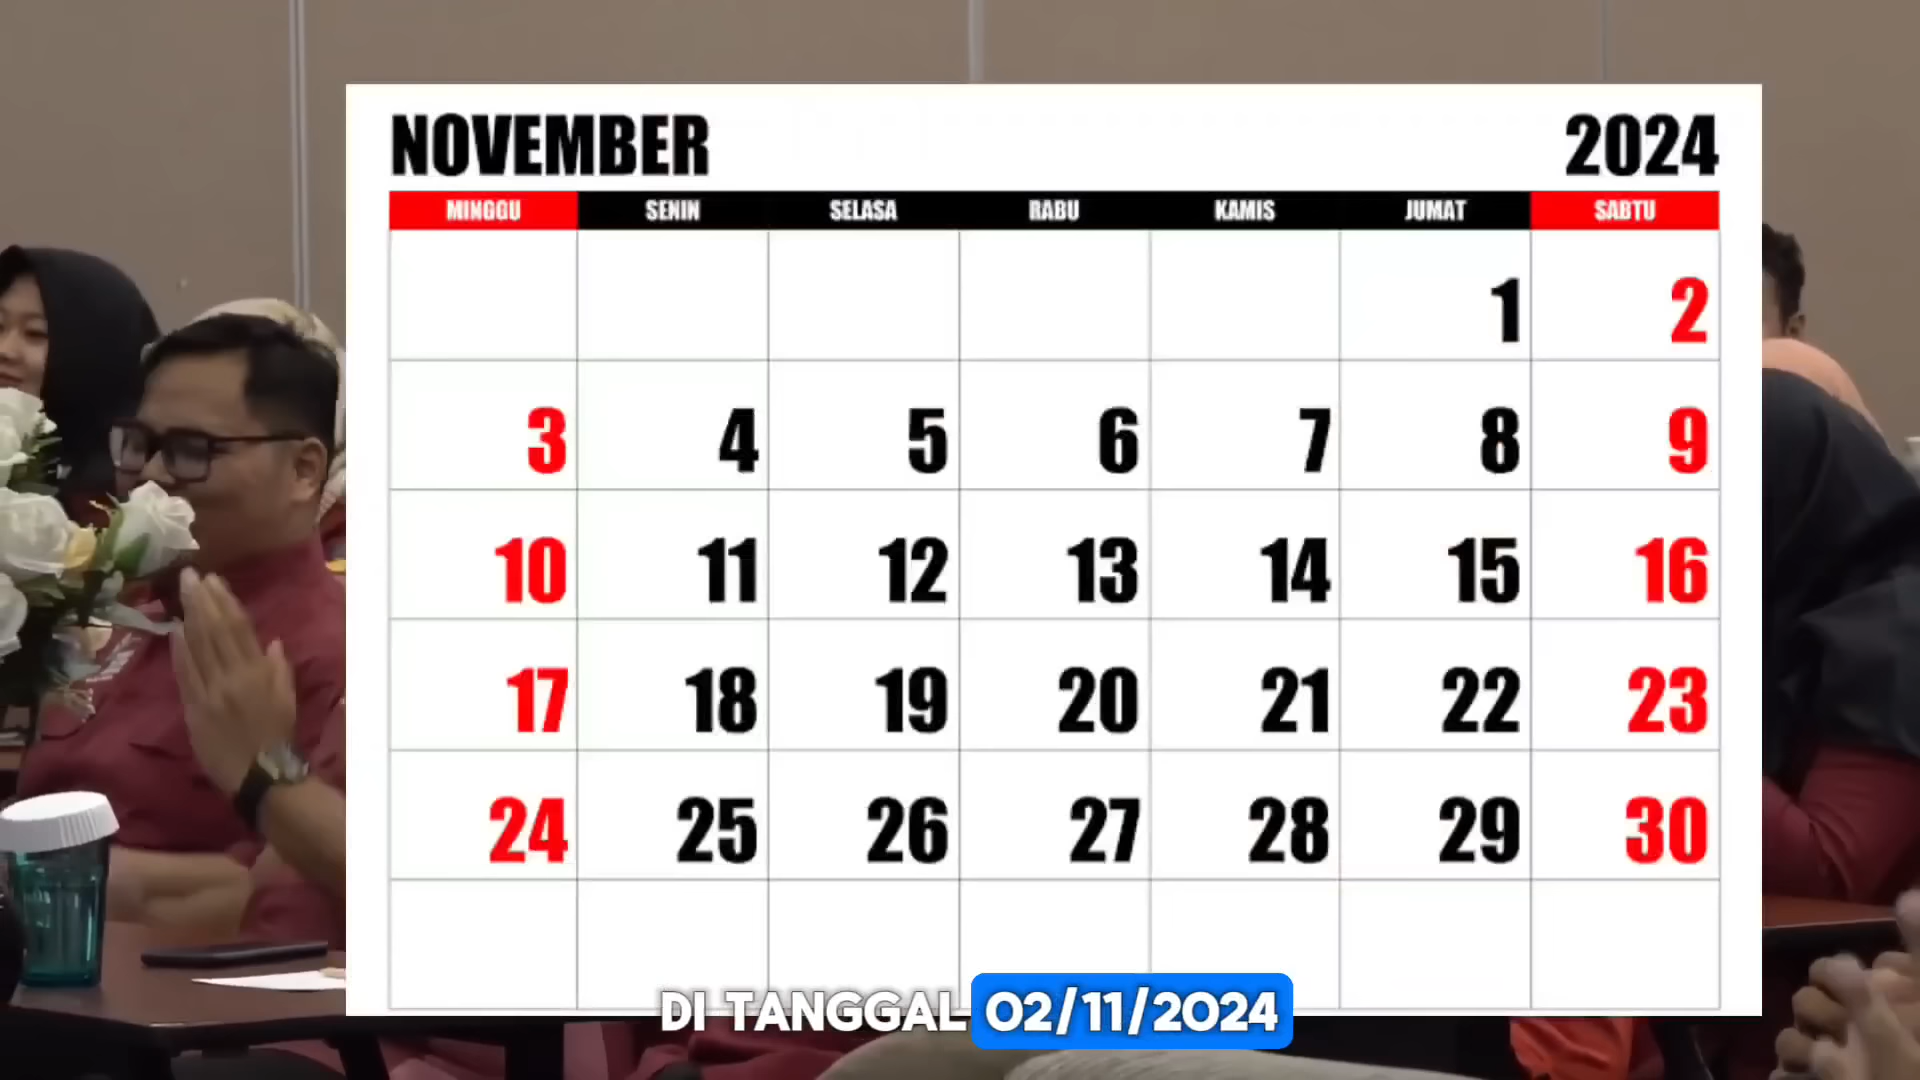 NOVEMBER 2024
MINGGU SENIN SELASA RABU KAMIS JUMAT SABTU
1 2
3 4 5 6 7 8 9
10 11 12 13 14 15 16
17 18 19 20 21 22 23
24 25 26 27 28 29 30
DI TANGGAL 02/11/2024